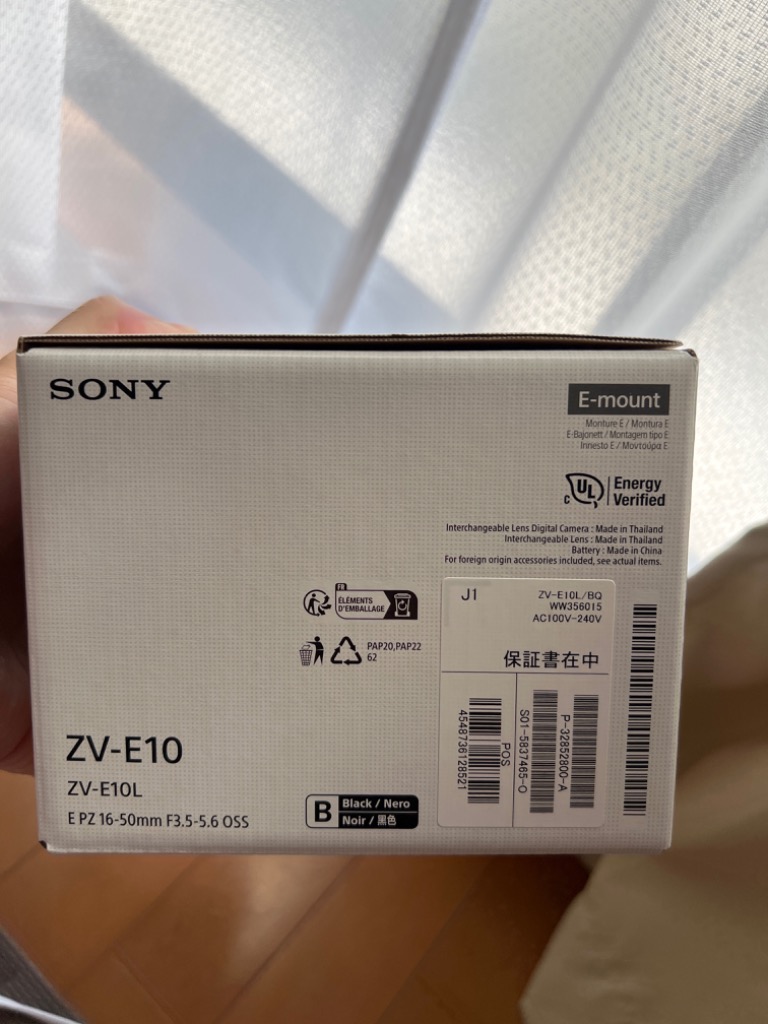 SONY
E-mount
Monture E / Montura E
E-Bajonett / Montagem tipo E
Innesto E / Μοντούρα E
C UL Energy
Verified
Interchangeable Lens Digital Camera : Made in Thailand
Interchangeable Lens : Made in Thailand
Battery : Made in China
For foreign origin accessories included, see actual items.
FR
ÉLÉMENTS
D'EMBALLAGE
PAP20,PAP22
62
J1
ZV-E10L/BQ
WW356015
AC100V-240V
保証書在中
4548736128521
POS
S01-5837465-O
P-32852800-A
ZV-E10
ZV-E10L
E PZ 16-50mm F3.5-5.6 OSS
B
Black / Nero
Noir / 黑色